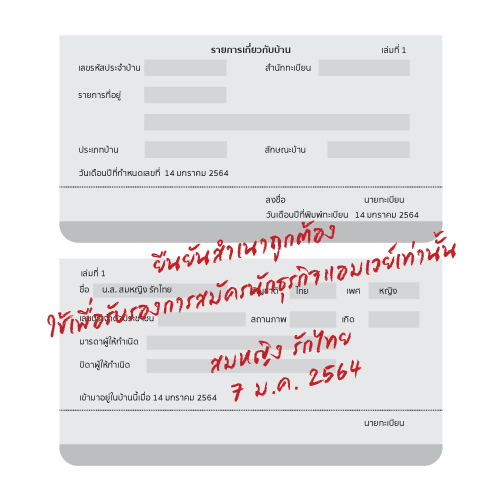 รายการเกี่ยวกับบ้าน เล่มที่ 1
เลขรหัสประจำบ้าน สำนักทะเบียน
รายการที่อยู่
ประเภทบ้าน ลักษณะบ้าน
วันเดือนปีที่กำหนดเลขที่ 14 มกราคม 2564
ลงชื่อ นายทะเบียน
วันเดือนปีที่พิมพ์ทะเบียน 14 มกราคม 2564
ยืนยันสำเนาถูกต้อง
ใช้เพื่อรับรองการสมัครนักธุรกิจแอมเวย์เท่านั้น
เล่มที่ 1
ชื่อ น.ส. สมหญิง รักไทย สัญชาติ ไทย เพศ หญิง
เลขประจำตัวประชาชน สถานภาพ เกิด
มารดาผู้ให้กำเนิด
บิดาผู้ให้กำเนิด
สมหญิง รักไทย
7 ม.ค. 2564
เข้ามาอยู่ในบ้านนี้เมื่อ 14 มกราคม 2564
นายทะเบียน